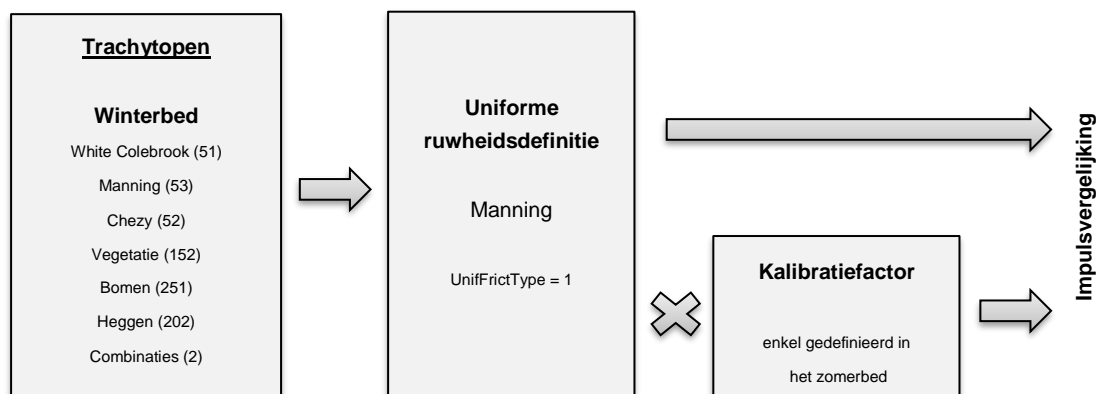 Trachytopen
Winterbed
White Colebrook (51)
Manning (53)
Chezy (52)
Vegetatie (152)
Bomen (251)
Heggen (202)
Combinaties (2)
Uniforme
ruwheidsdefinitie
Manning
UnifFrictType = 1
Kalibratiefactor
enkel gedefinieerd in
het zomerbed
Impulsvergelijking